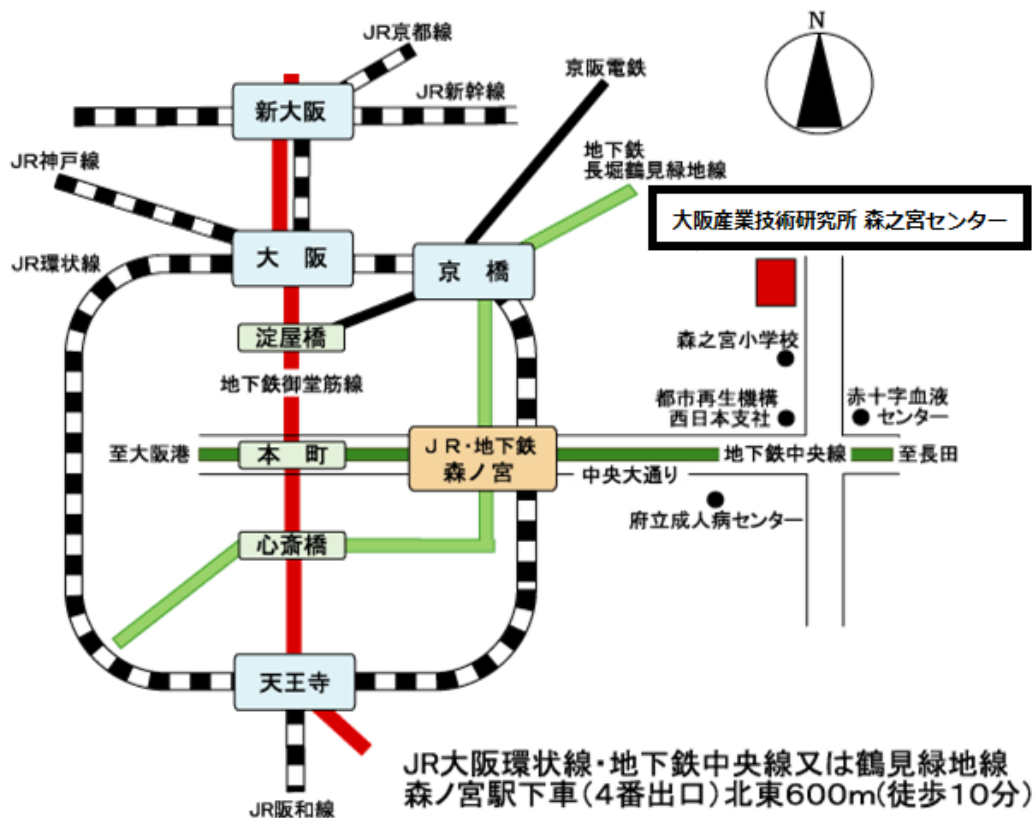 JR京都線
N
京阪電鉄
新大阪
JR新幹線
地下鉄
長堀鶴見緑地線
JR神戸線
大阪産業技術研究所 森之宮センター
大 阪
JR環状線
京 橋
淀屋橋
森之宮小学校
地下鉄御堂筋線
都市再生機構
西日本支社
赤十字血液
センター
至大阪港
本 町
JR・地下鉄
森ノ宮
地下鉄中央線
至長田
中央大通り
府立成人病センター
心斎橋
天王寺
JR阪和線
JR大阪環状線・地下鉄中央線又は鶴見緑地線
森ノ宮駅下車(4番出口)北東600m(徒歩10分)